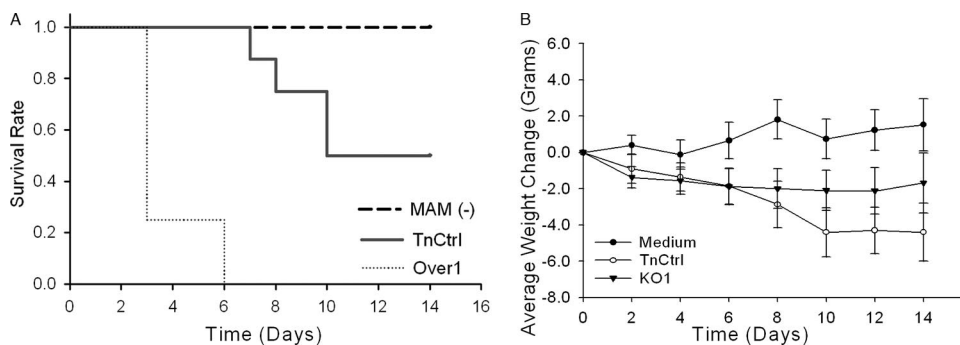 A
Survival Rate
1.0
0.8
0.6
0.4
0.2
0.0
0 2 4 6 8 10 12 14 16
Time (Days)
MAM (-)
TnCtrl
Over1
B
Average Weight Change (Grams)
6.0
4.0
2.0
0.0
-2.0
-4.0
-6.0
-8.0
0 2 4 6 8 10 12 14
Time (Days)
Medium
TnCtrl
KO1